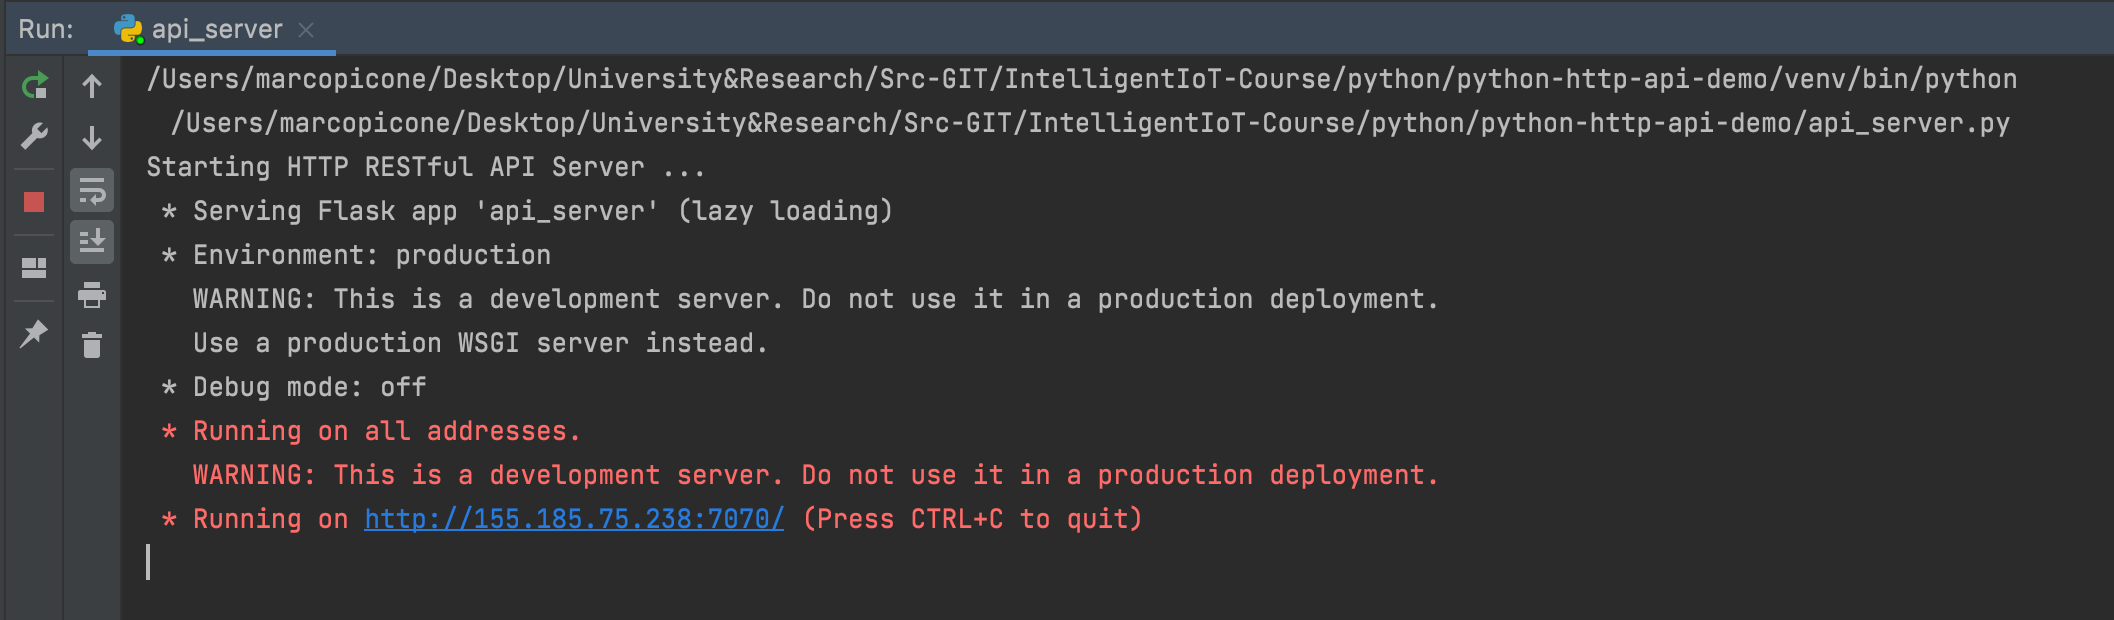 Run: api_server
/Users/marcopicone/Desktop/University&Research/Src-GIT/IntelligentIoT-Course/python/python-http-api-demo/venv/bin/python
/Users/marcopicone/Desktop/University&Research/Src-GIT/IntelligentIoT-Course/python/python-http-api-demo/api_server.py
Starting HTTP RESTful API Server ...
* Serving Flask app 'api_server' (lazy loading)
* Environment: production
WARNING: This is a development server. Do not use it in a production deployment.
Use a production WSGI server instead.
* Debug mode: off
* Running on all addresses.
WARNING: This is a development server. Do not use it in a production deployment.
* Running on http://155.185.75.238:7070/ (Press CTRL+C to quit)